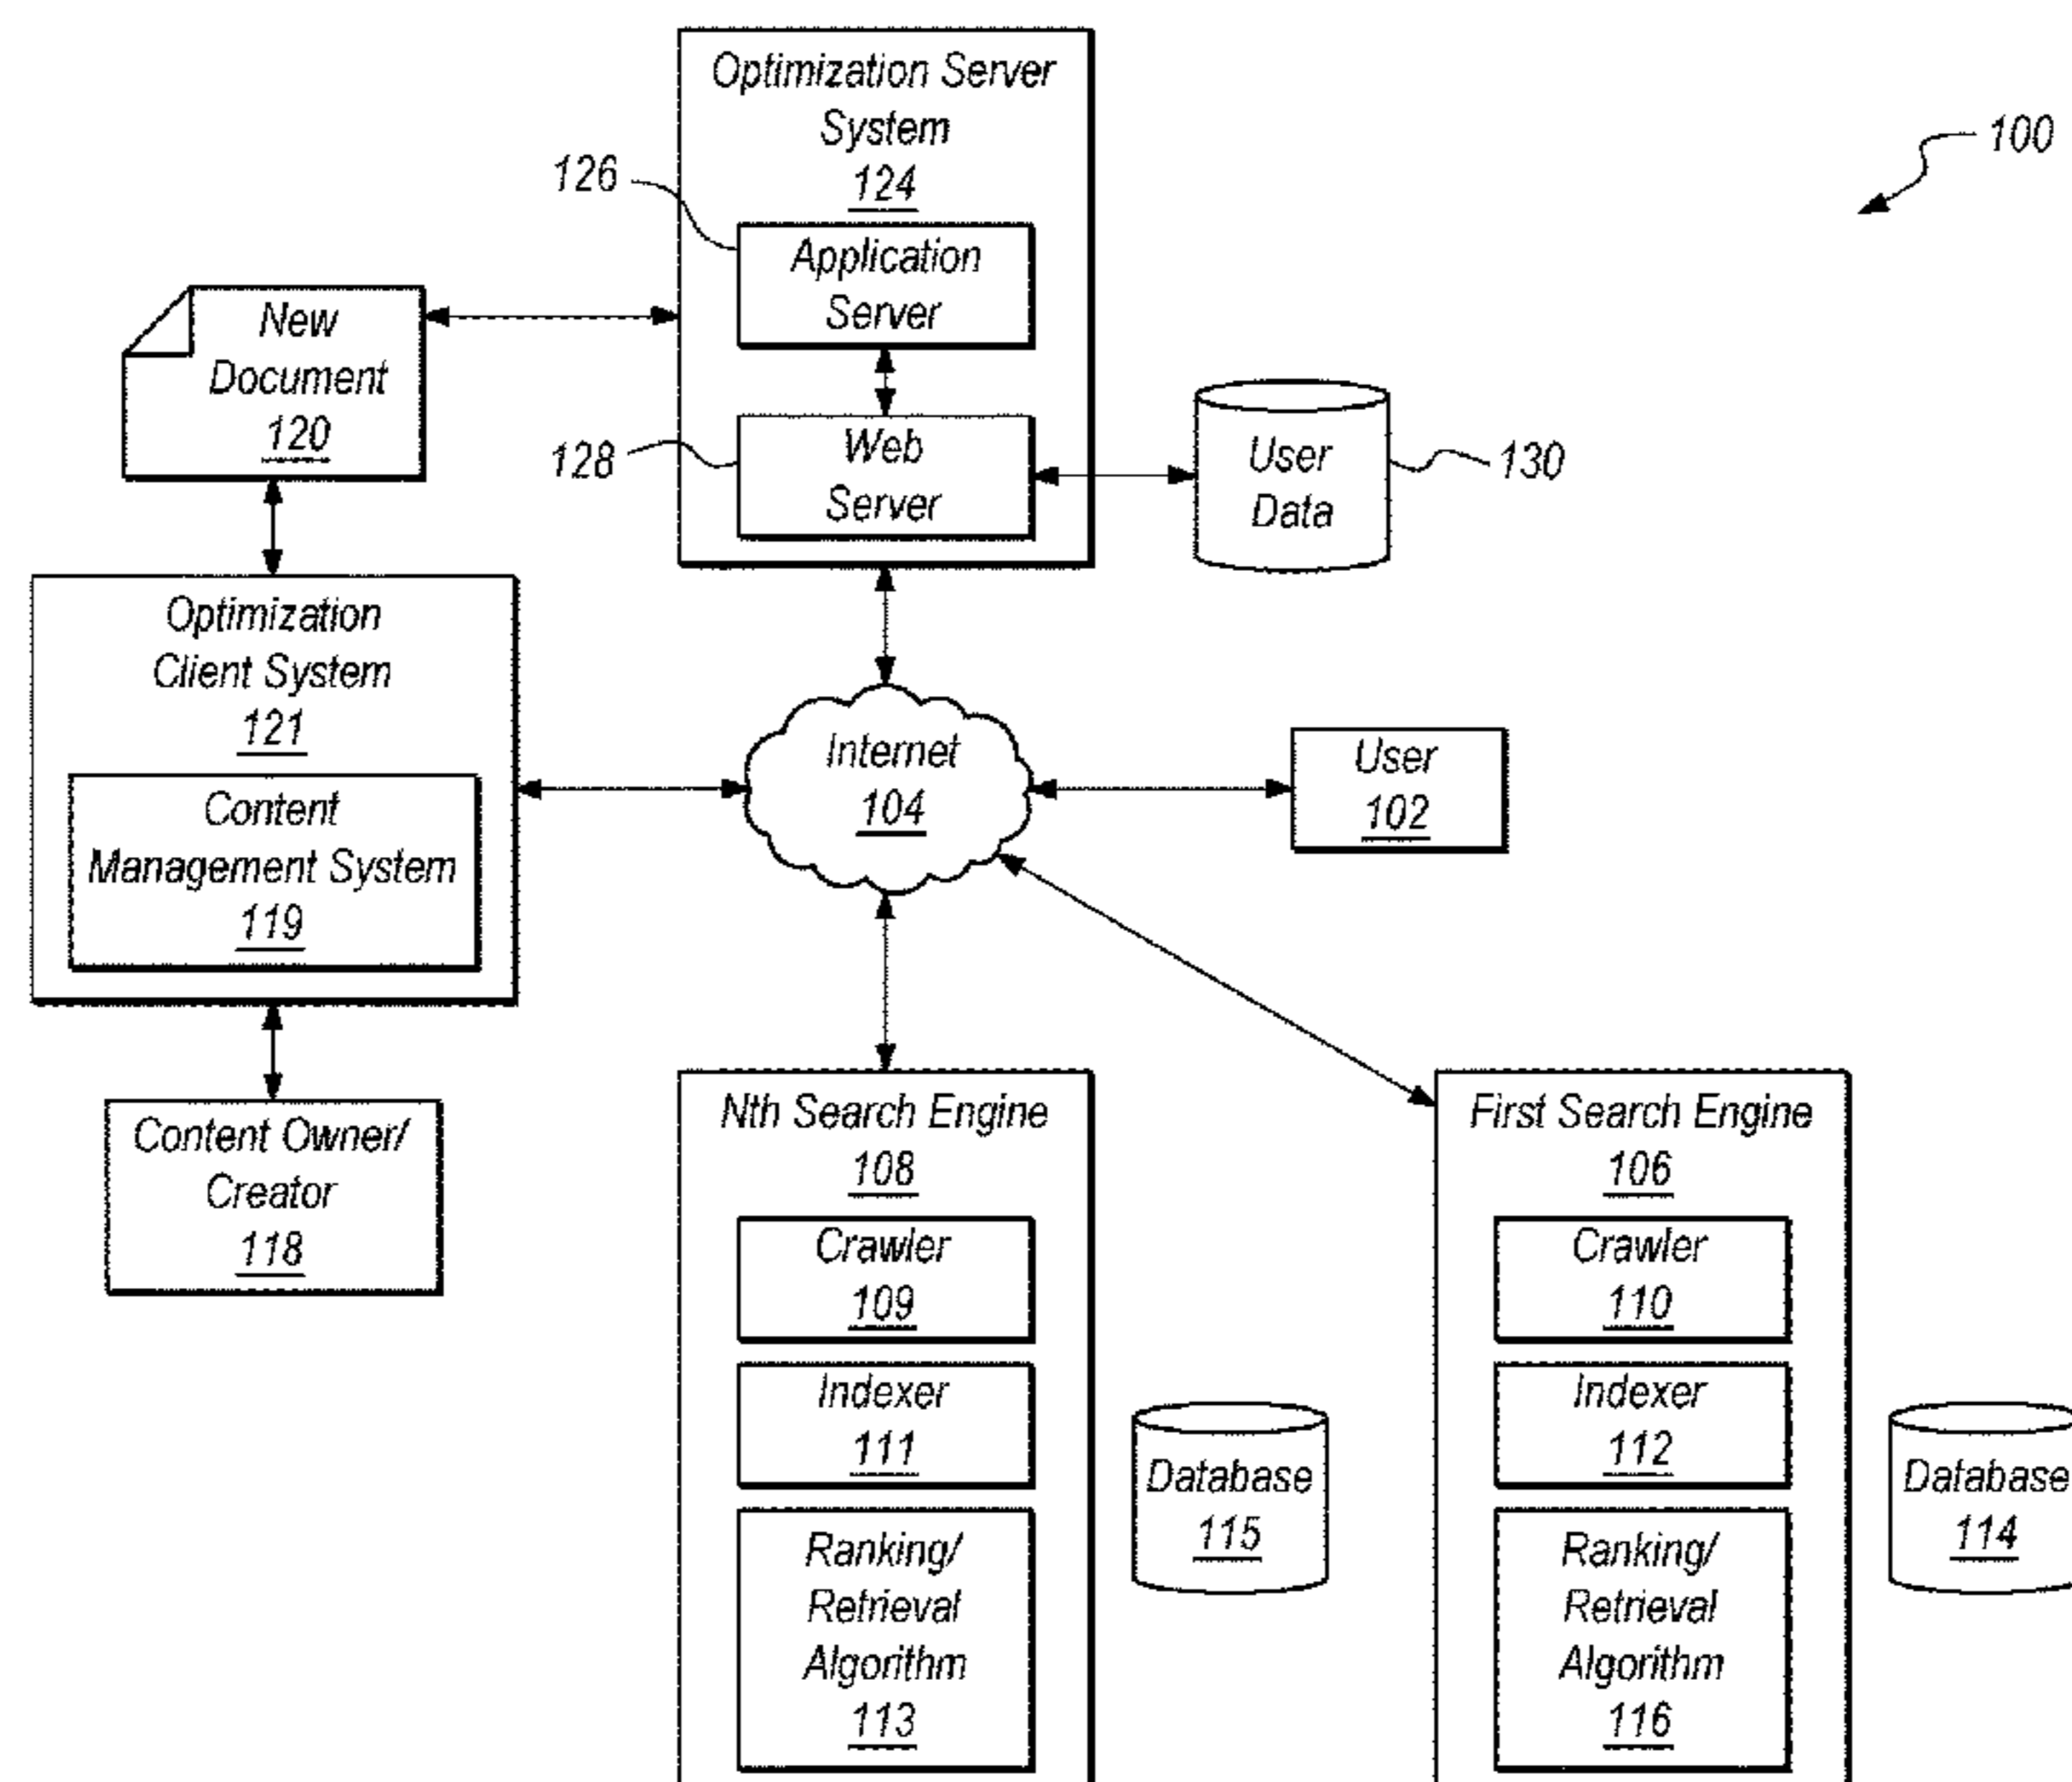 Optimization Server
System
124
100
126
Application
Server
New
Document
120
128
Web
Server
User
Data
130
Optimization
Client System
121
Content
Management System
119
Internet
104
User
102
Content Owner/
Creator
118
Nth Search Engine
108
Crawler
109
Indexer
111
Ranking/
Retrieval
Algorithm
113
Database
115
First Search Engine
106
Crawler
110
Indexer
112
Ranking/
Retrieval
Algorithm
116
Database
114